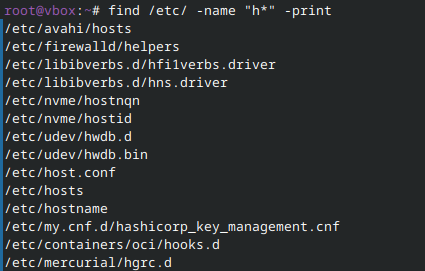 root@vbox:~# find /etc/ -name "h*" -print
/etc/avahi/hosts
/etc/firewalld/helpers
/etc/libibverbs.d/hfi1verbs.driver
/etc/libibverbs.d/hns.driver
/etc/nvme/hostnqn
/etc/nvme/hostid
/etc/udev/hwdb.d
/etc/udev/hwdb.bin
/etc/host.conf
/etc/hosts
/etc/hostname
/etc/my.cnf.d/hashicorp_key_management.cnf
/etc/containers/oci/hooks.d
/etc/mercurial/hgrc.d